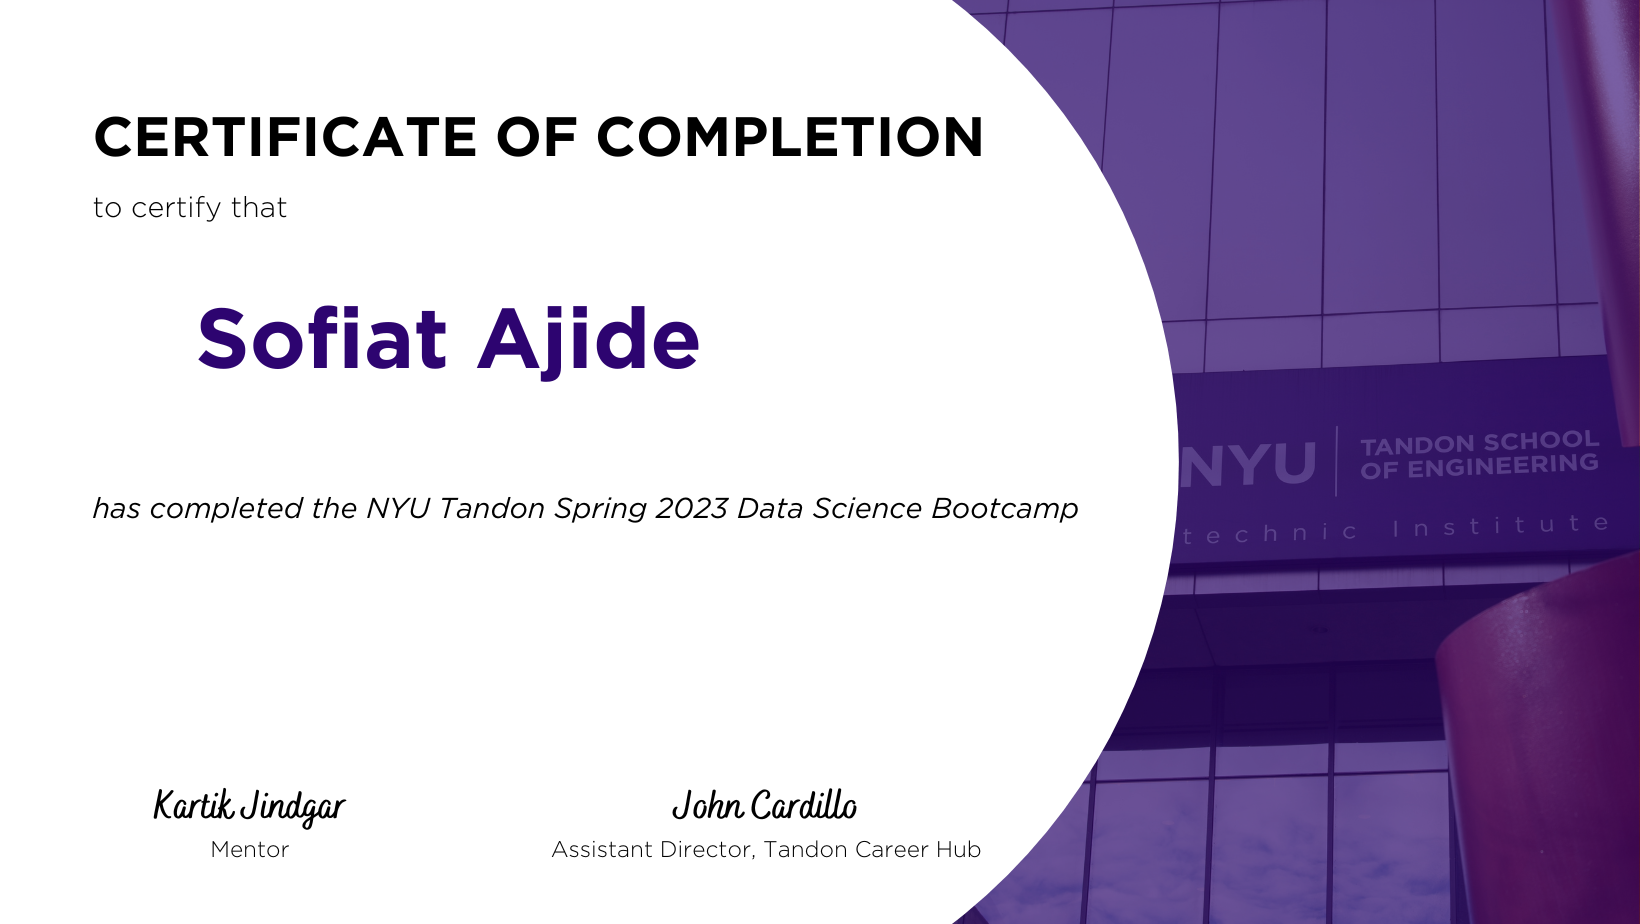 CERTIFICATE OF COMPLETION
to certify that
Sofiat Ajide
has completed the NYU Tandon Spring 2023 Data Science Bootcamp
Kartik Jindgar
Mentor
John Cardillo
Assistant Director, Tandon Career Hub
NYU
TANDON SCHOOL
OF ENGINEERING
technic Institute